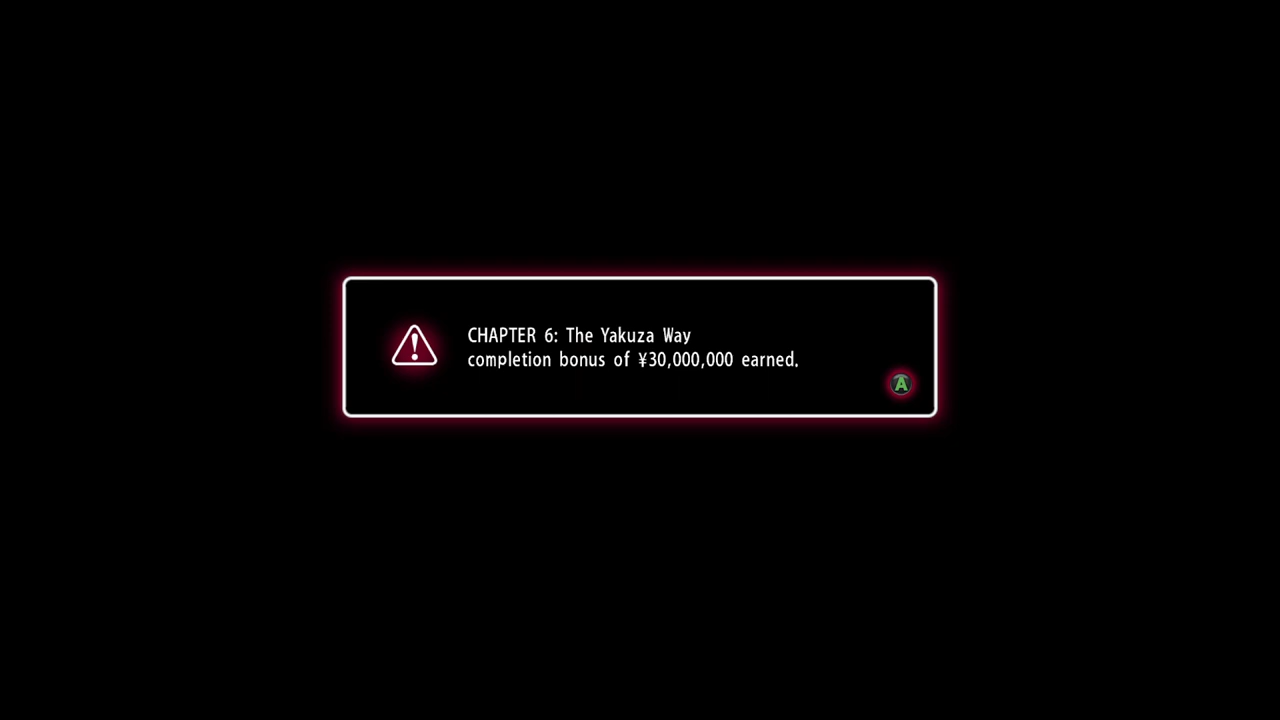 CHAPTER 6: The Yakuza Way
completion bonus of ¥30,000,000 earned.
A